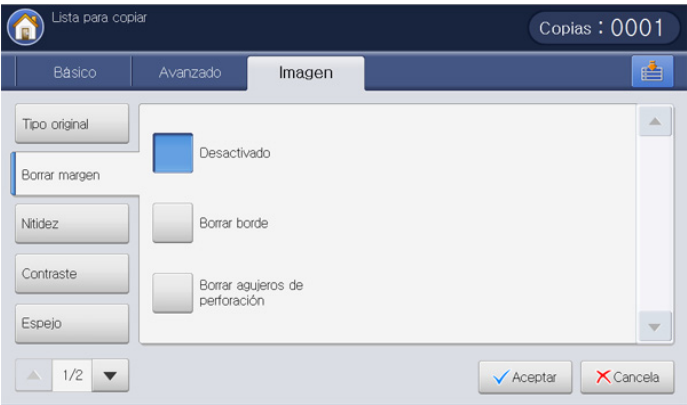 Lista para copiar
Copias : 0001
Básico
Avanzado
Imagen
Tipo original
Borrar margen
Nitidez
Contraste
Espejo
1/2
Desactivado
Borrar borde
Borrar agujeros de
perforación
Aceptar
Cancela